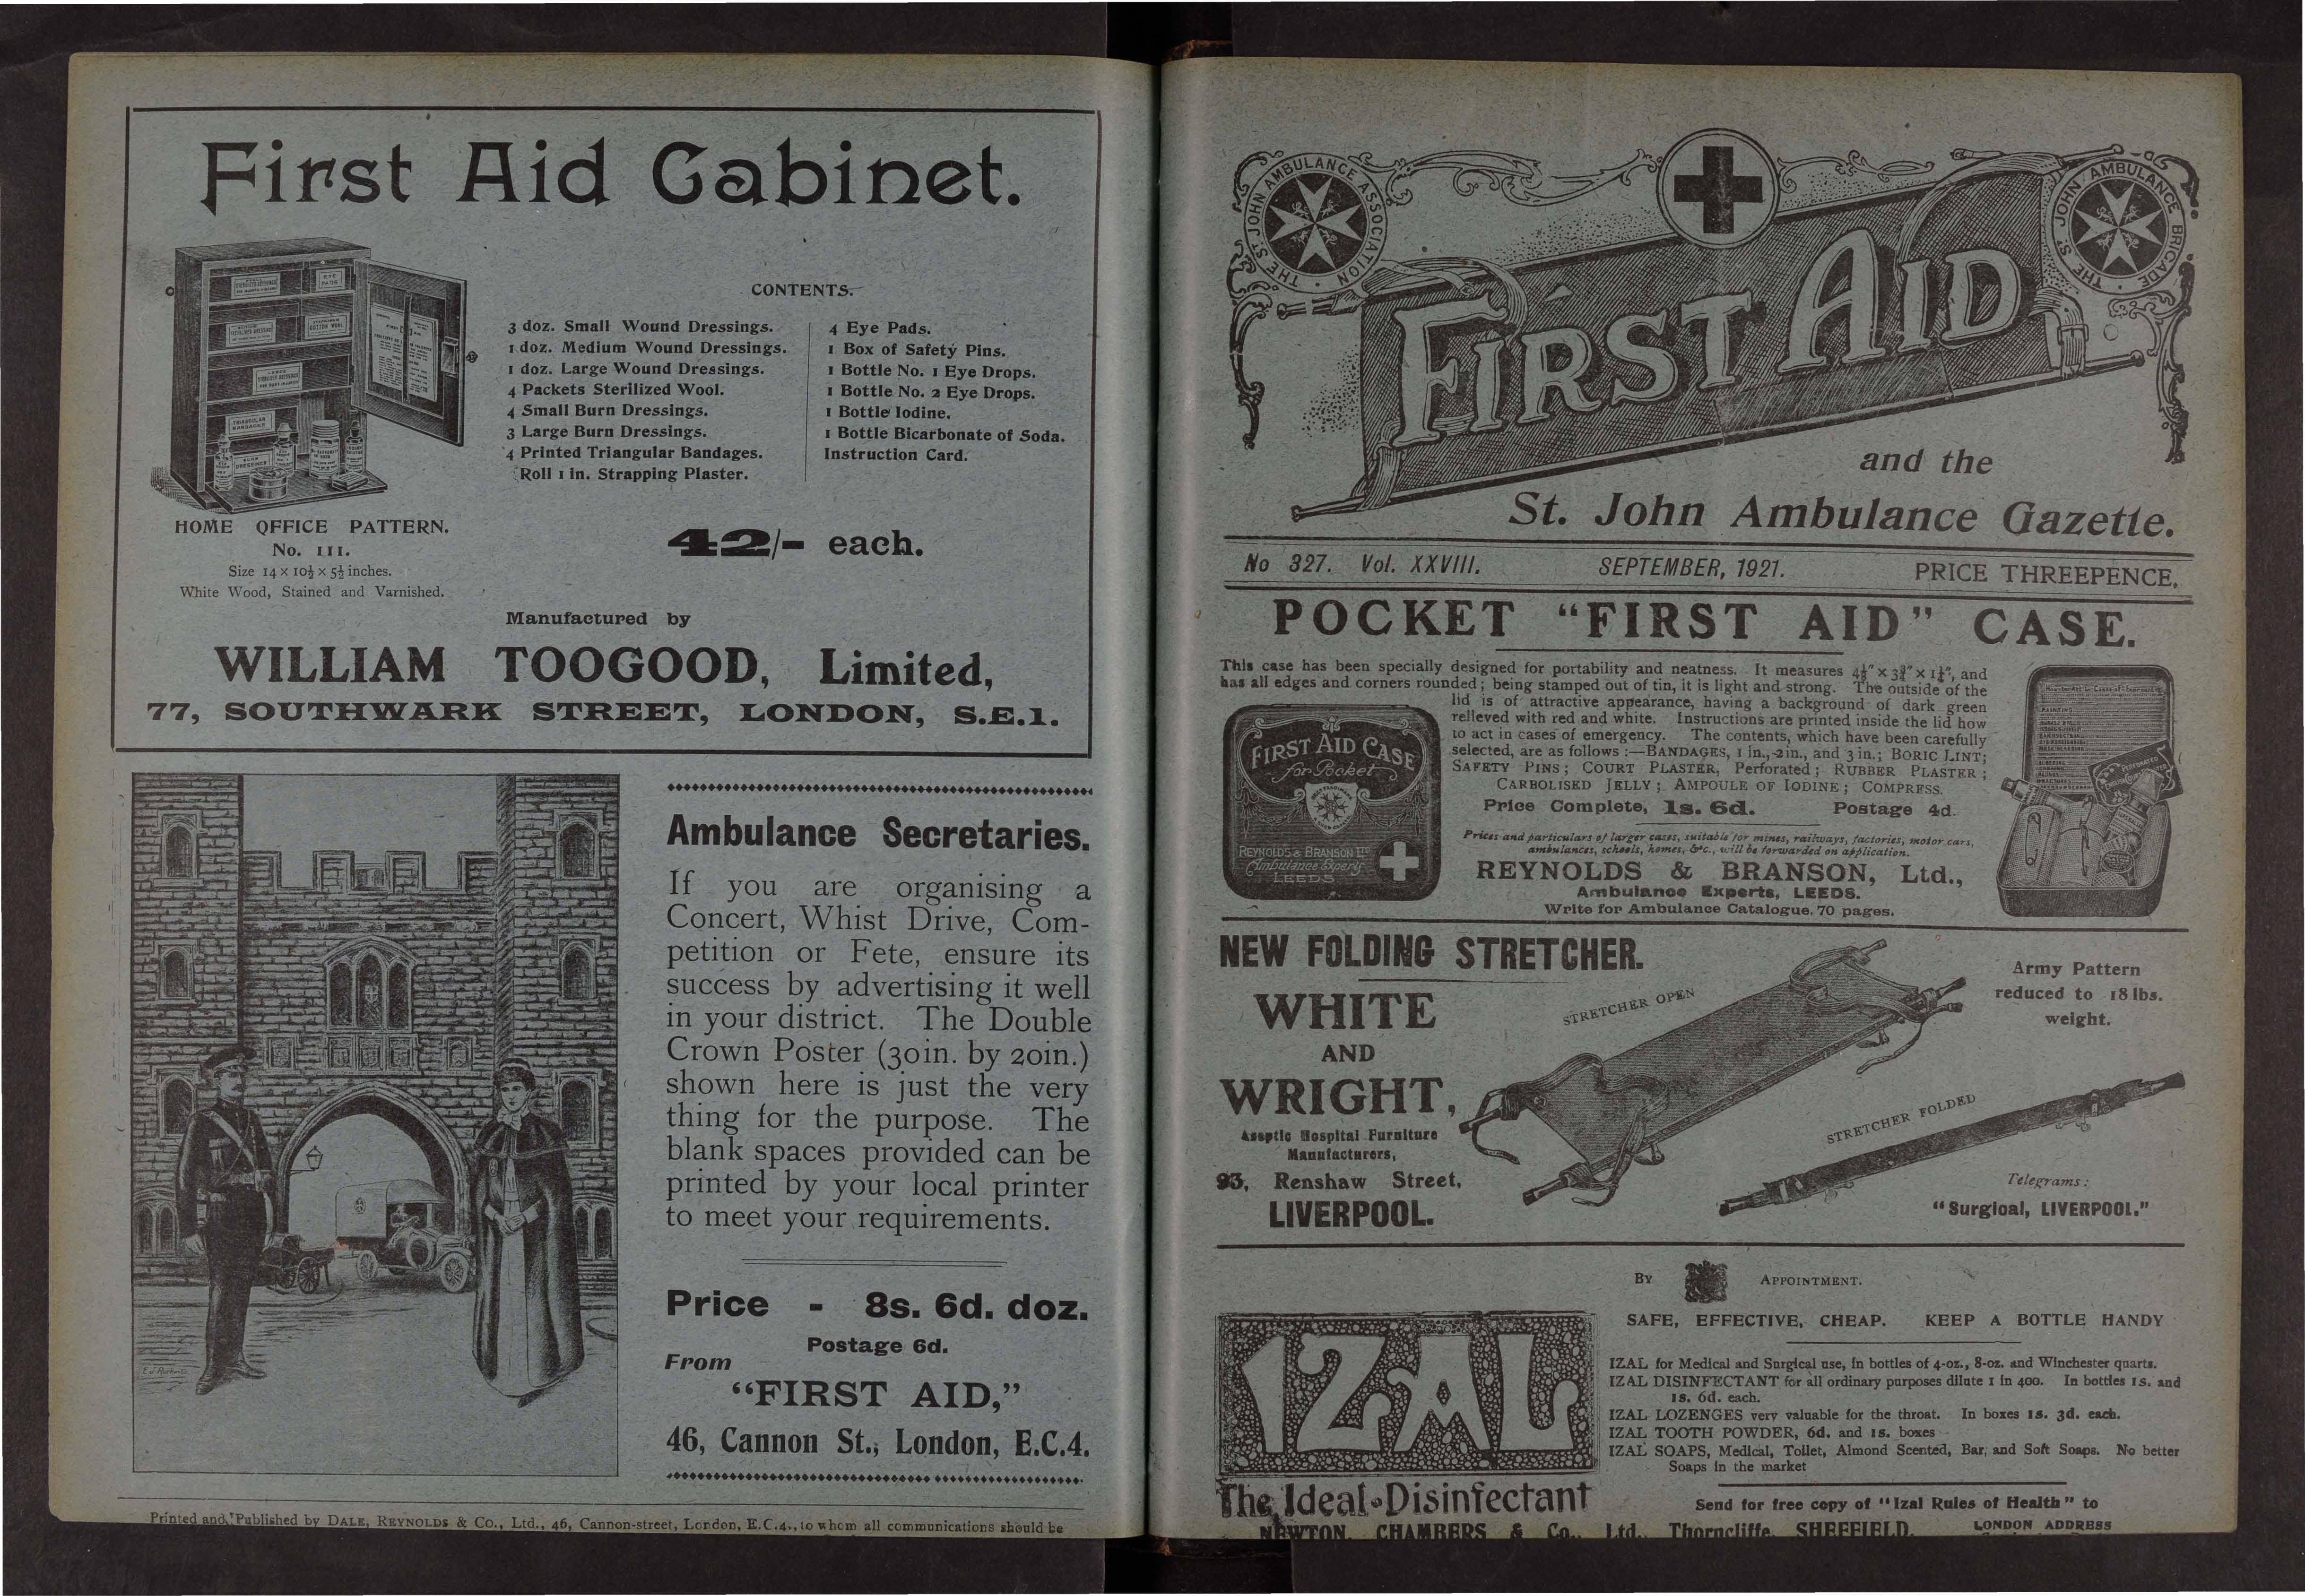 First Aid Cabinet.
CONTENTS.
3 doz. Small Wound Dressings.
1 doz. Medium Wound Dressings.
1 doz. Large Wound Dressings.
4 Packets Sterilized Wool.
4 Small Burn Dressings.
3 Large Burn Dressings.
4 Printed Triangular Bandages.
Roll 1 in. Strapping Plaster.
4 Eye Pads.
1 Box of Safety Pins.
1 Bottle No. 1 Eye Drops.
1 Bottle No. 2 Eye Drops.
1 Bottle Iodine.
1 Bottle Bicarbonate of Soda.
Instruction Card.
HOME OFFICE PATTERN.
No. 111.
Size 14 × 10½ × 5½ inches.
White Wood, Stained and Varnished.
42/- each.
Manufactured by
WILLIAM TOOGOOD, Limited,
77, SOUTHWARK STREET, LONDON, S.E.1.
Ambulance Secretaries.
If you are organising a
Concert, Whist Drive, Com-
petition or Fete, ensure its
success by advertising it well
in your district. The Double
Crown Poster (30in. by 20in.)
shown here is just the very
thing for the purpose. The
blank spaces provided can be
printed by your local printer
to meet your requirements.
Price - 8s. 6d. doz.
Postage 6d.
From
"FIRST AID,"
46, Cannon St., London, E.C.4.
Printed and Published by DALE, REYNOLDS & Co., Ltd., 46, Cannon-street, London, E.C.4., to whom all communications should be
THE ST JOHN AMBULANCE ASSOCIATION
THE ST JOHN AMBULANCE BRIGADE
FIRST AID
and the
St. John Ambulance Gazette.
No 327. Vol. XXVIII. SEPTEMBER, 1921. PRICE THREEPENCE.
POCKET "FIRST AID" CASE.
This case has been specially designed for portability and neatness. It measures and
has all edges and corners rounded; being stamped out of tin, it is light and strong. The outside of the
lid is of attractive appearance, having a background of dark green
relieved with red and white. Instructions are printed inside the lid how
to act in cases of emergency. The contents, which have been carefully
selected, are as follows :—BANDAGES, 1 in., 2in., and 3 in.; BORIC LINT;
SAFETY PINS; COURT PLASTER, Perforated; RUBBER PLASTER;
CARBOLISED JELLY; AMPOULE OF IODINE; COMPRESS.
Price Complete, 1s. 6d. Postage 4d.
Prices and particulars of larger cases, suitable for mines, railways, factories, motor cars,
ambulances, schools, homes, &c., will be forwarded on application.
REYNOLDS & BRANSON, Ltd.,
Ambulance Experts, LEEDS.
Write for Ambulance Catalogue, 70 pages.
FIRST AID CASE
for Pocket
REYNOLDS & BRANSON LTD
Ambulance Experts
LEEDS
NEW FOLDING STRETCHER.
WHITE
AND
WRIGHT,
Aseptic Hospital Furniture
Manufacturers,
93, Renshaw Street,
LIVERPOOL.
STRETCHER OPEN
STRETCHER FOLDED
Army Pattern
reduced to 18 lbs.
weight.
Telegrams:
"Surgical, LIVERPOOL."
By APPOINTMENT.
SAFE, EFFECTIVE, CHEAP. KEEP A BOTTLE HANDY
IZAL
The Ideal Disinfectant
IZAL for Medical and Surgical use, in bottles of 4-oz., 8-oz. and Winchester quarts.
IZAL DISINFECTANT for all ordinary purposes dilute 1 in 400. In bottles 1s. and
1s. 6d. each.
IZAL LOZENGES very valuable for the throat. In boxes 1s. 3d. each.
IZAL TOOTH POWDER, 6d. and 1s. boxes
IZAL SOAPS, Medical, Toilet, Almond Scented, Bar, and Soft Soaps. No better
Soaps in the market
Send for free copy of "Izal Rules of Health" to
NEWTON, CHAMBERS & Co., Ltd., Thorncliffe, SHEFFIELD. LONDON ADDRESS